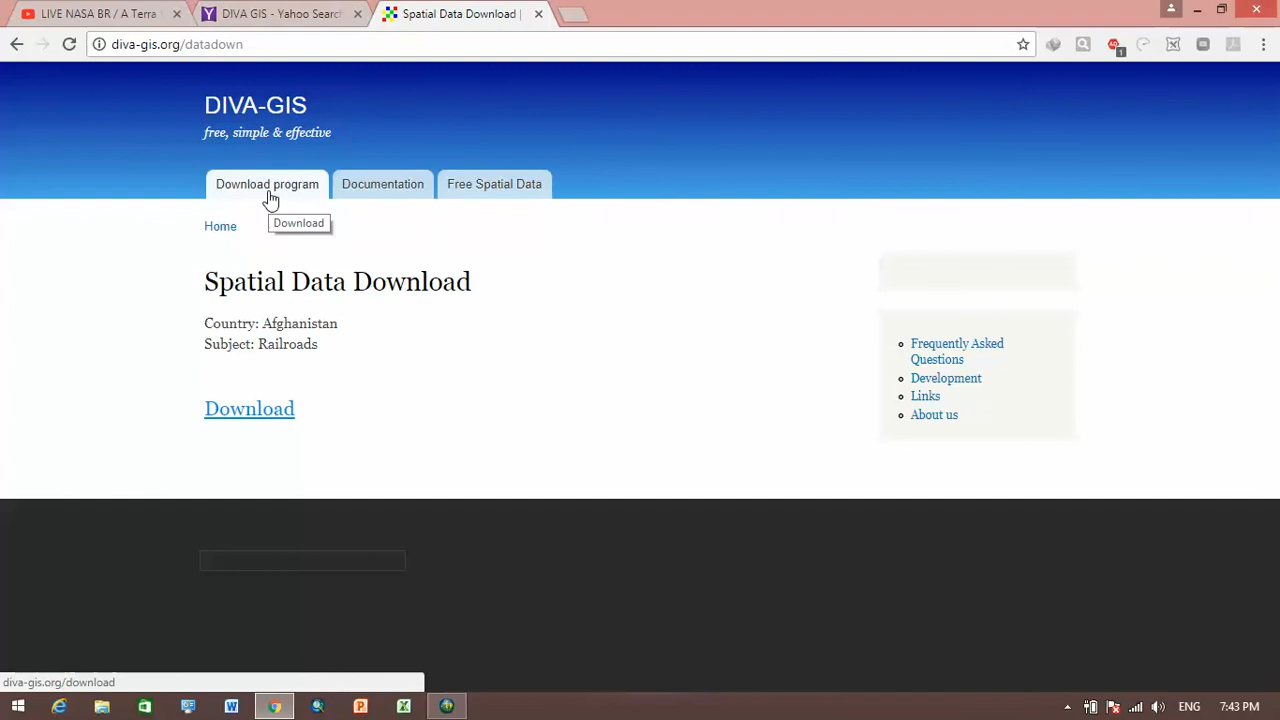 LIVE NASA BR / A Terra
DIVA GIS - Yahoo Search
Spatial Data Download |
diva-gis.org/datadown
1
DIVA-GIS
free, simple & effective
Download program
Documentation
Free Spatial Data
Download
Home
Spatial Data Download
Country: Afghanistan
Subject: Railroads
Download
Frequently Asked
Questions
Development
Links
About us
diva-gis.org/download
ENG
7:43 PM